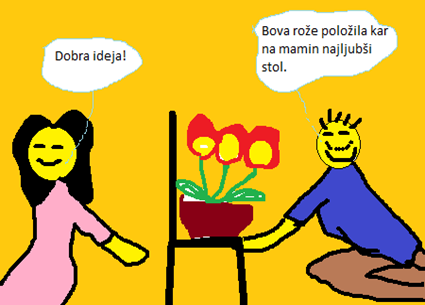 Dobra ideja!
Bova rože položila kar
na mamin najljubši
stol.